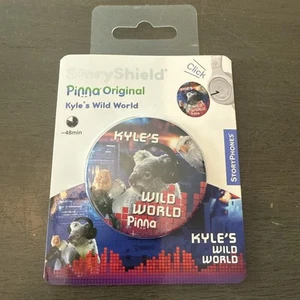 StoryShield®
Pinna Original
Kyle's Wild World
~48min
Click
KYLE'S
WILD
WORLD
Pinna
STORYPHONES
KYLE'S
WILD WORLD